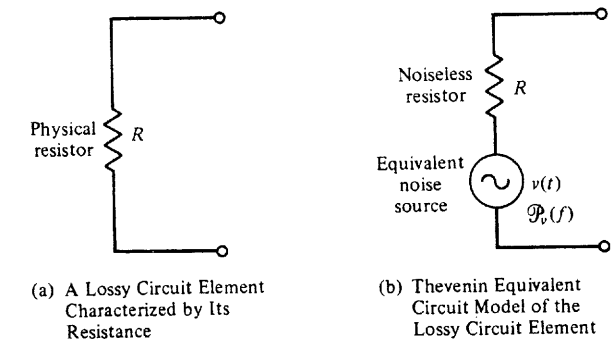 Physical
resistor
R
(a) A Lossy Circuit Element
Characterized by Its
Resistance
Noiseless
resistor
R
Equivalent
noise
source
v(t)
𝒫ᵥ(f)
(b) Thevenin Equivalent
Circuit Model of the
Lossy Circuit Element